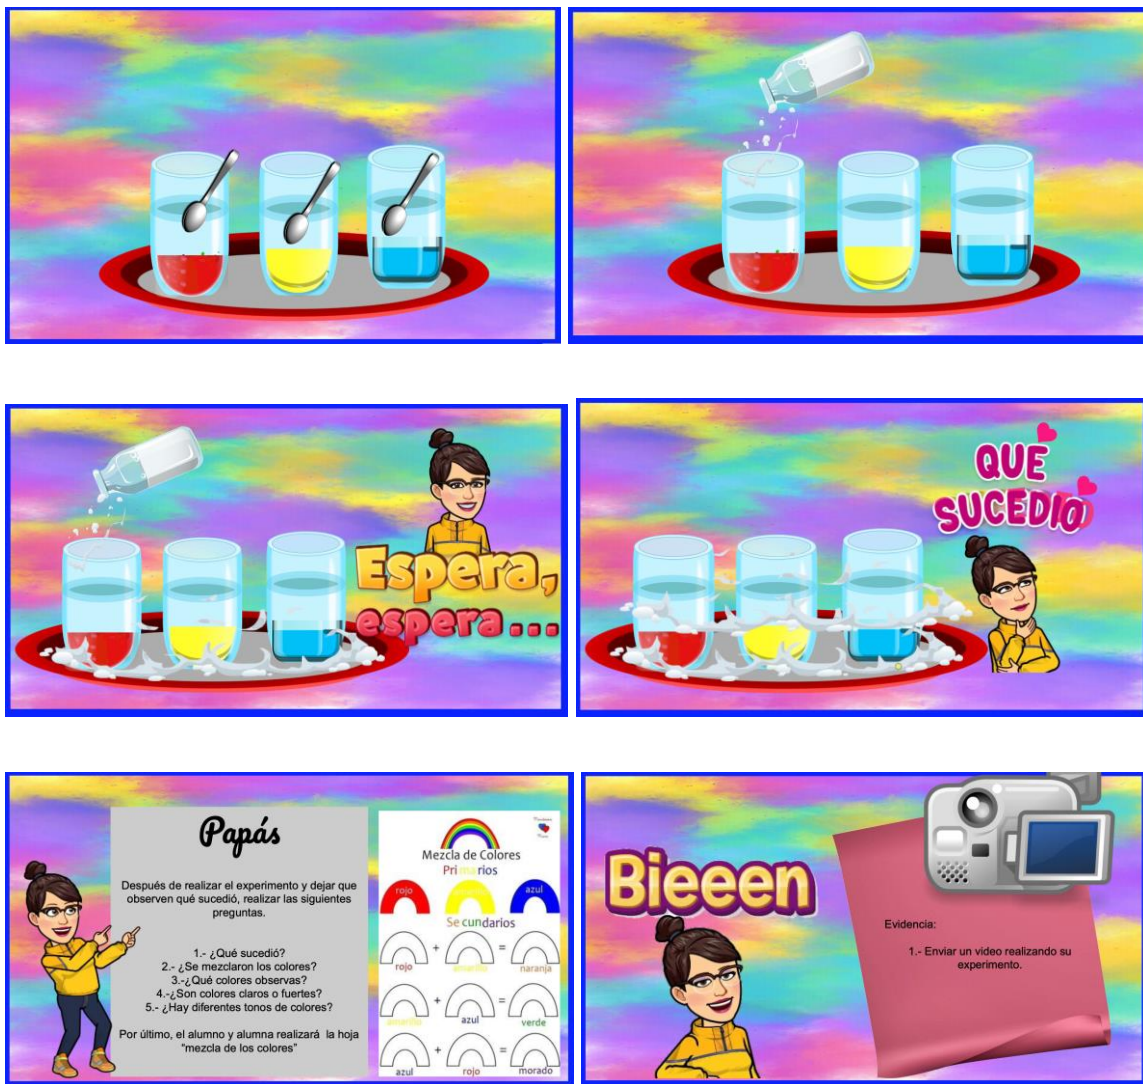 Espera,
espera...
QUE
SUCEDIO
Papás
Después de realizar el experimento y dejar que
observen qué sucedió, realizar las siguientes
preguntas.
1.- ¿Qué sucedió?
2.- ¿Se mezclaron los colores?
3.-¿Qué colores observas?
4.-¿Son colores claros o fuertes?
5.- ¿Hay diferentes tonos de colores?
Por último, el alumno y alumna realizará la hoja
"mezcla de los colores"
Mezcla de Colores
Primarios
rojo amarillo azul
Secundarios
+ =
rojo amarillo naranja
+ =
amarillo azul verde
+ =
azul rojo morado
Bieeen
Evidencia:
1.- Enviar un video realizando su
experimento.